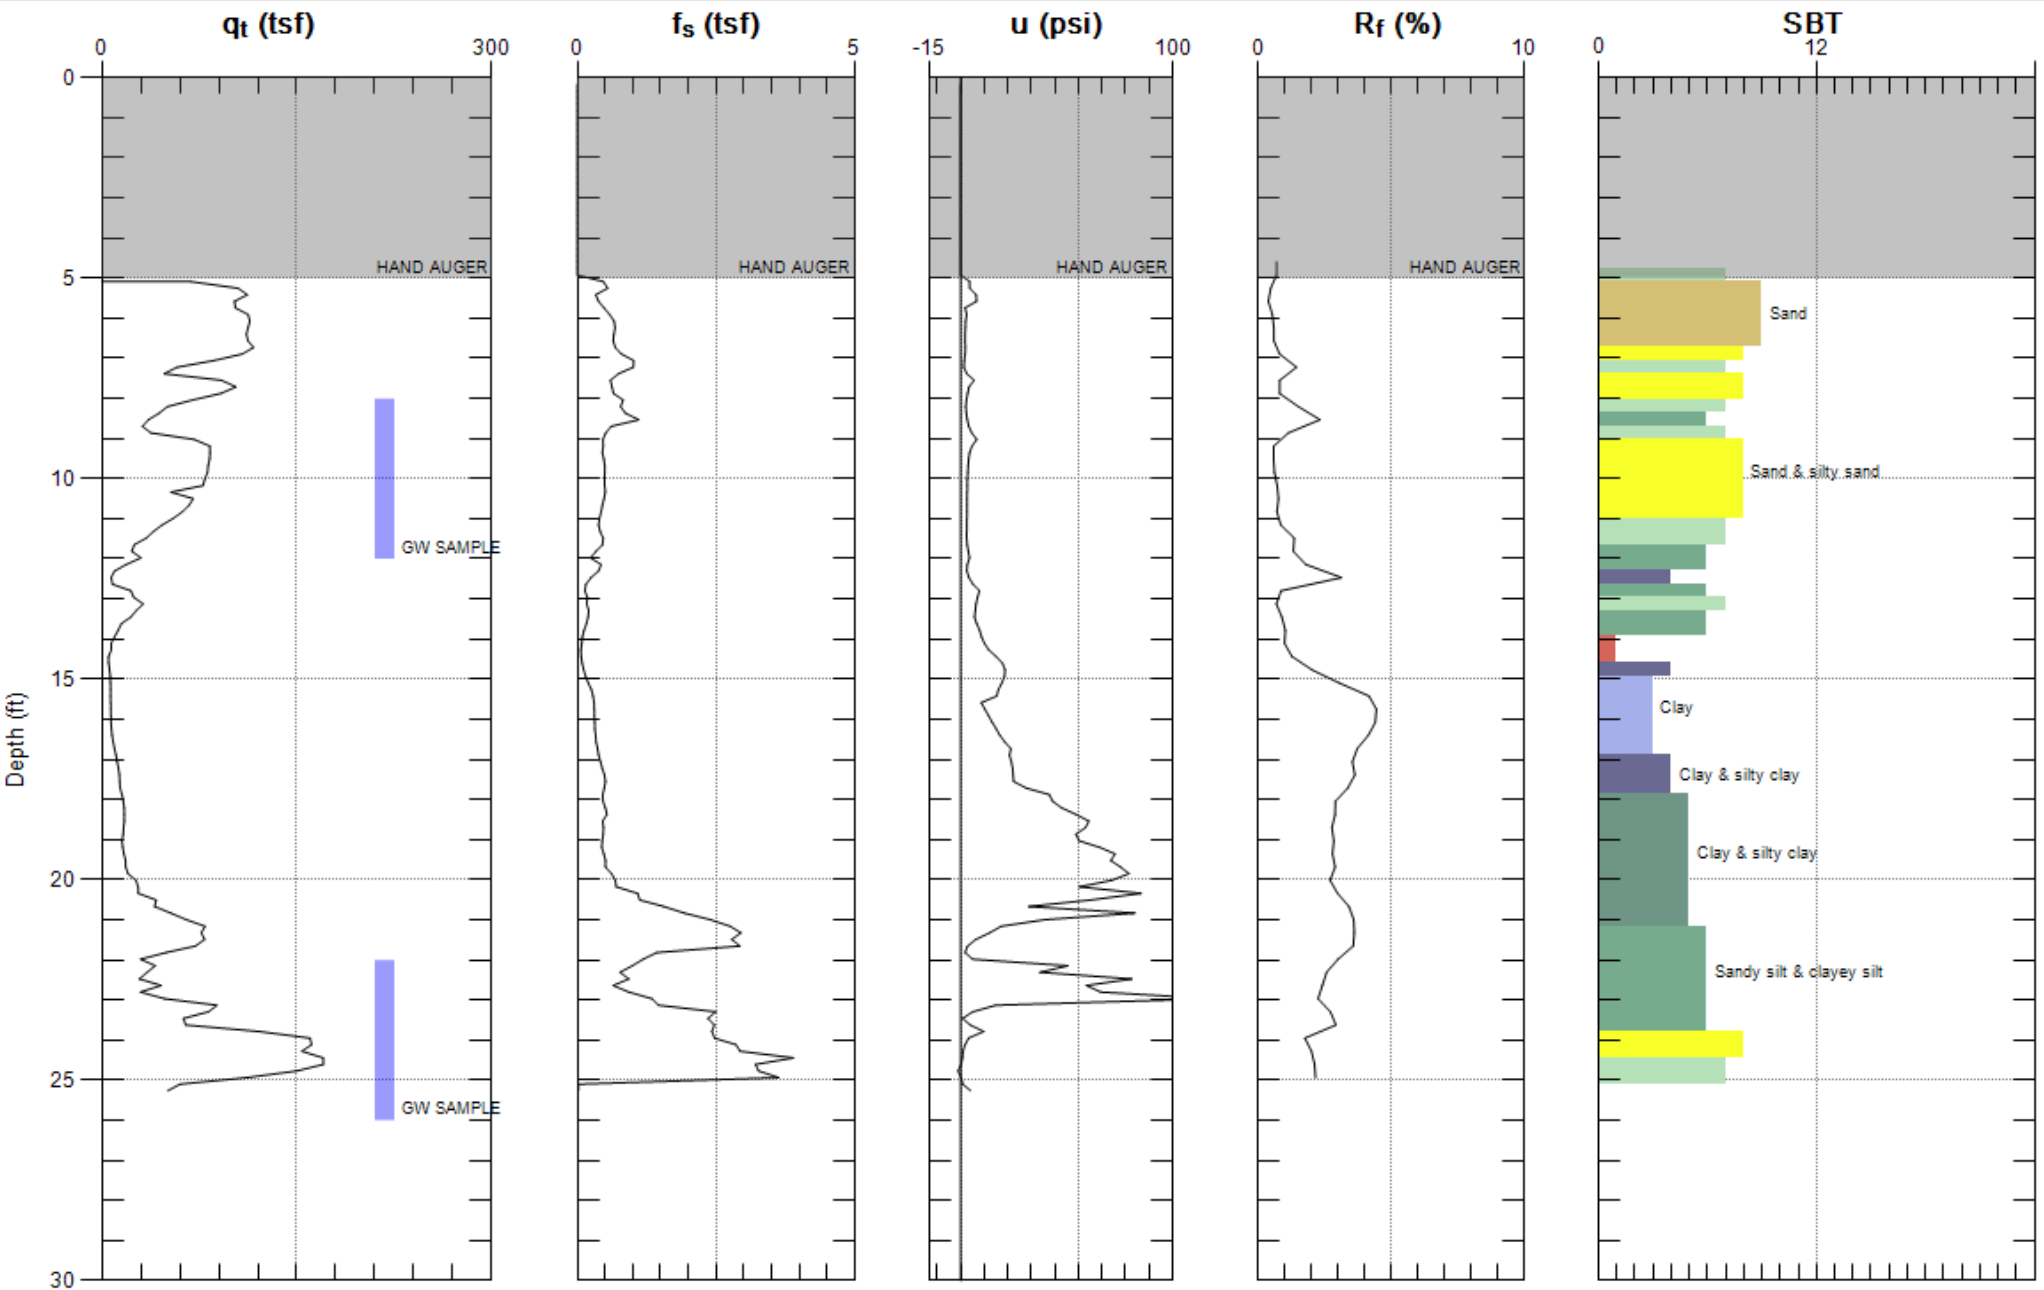 qt (tsf)
fs (tsf)
u (psi)
Rf (%)
SBT
0 300
0 5
-15 100
0 10
0 12
0
HAND AUGER
HAND AUGER
HAND AUGER
HAND AUGER
5
Sand
Sand & silty sand
10
GW SAMPLE
15
Depth (ft)
Clay
Clay & silty clay
Clay & silty clay
20
Sandy silt & clayey silt
25
GW SAMPLE
30